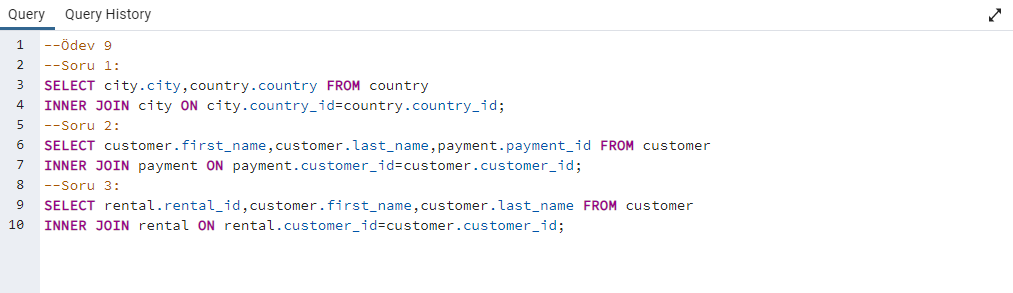 Query Query History
1 --Ödev 9
2 --Soru 1:
3 SELECT city.city,country.country FROM country
4 INNER JOIN city ON city.country_id=country.country_id;
5 --Soru 2:
6 SELECT customer.first_name,customer.last_name,payment.payment_id FROM customer
7 INNER JOIN payment ON payment.customer_id=customer.customer_id;
8 --Soru 3:
9 SELECT rental.rental_id,customer.first_name,customer.last_name FROM customer
10 INNER JOIN rental ON rental.customer_id=customer.customer_id;